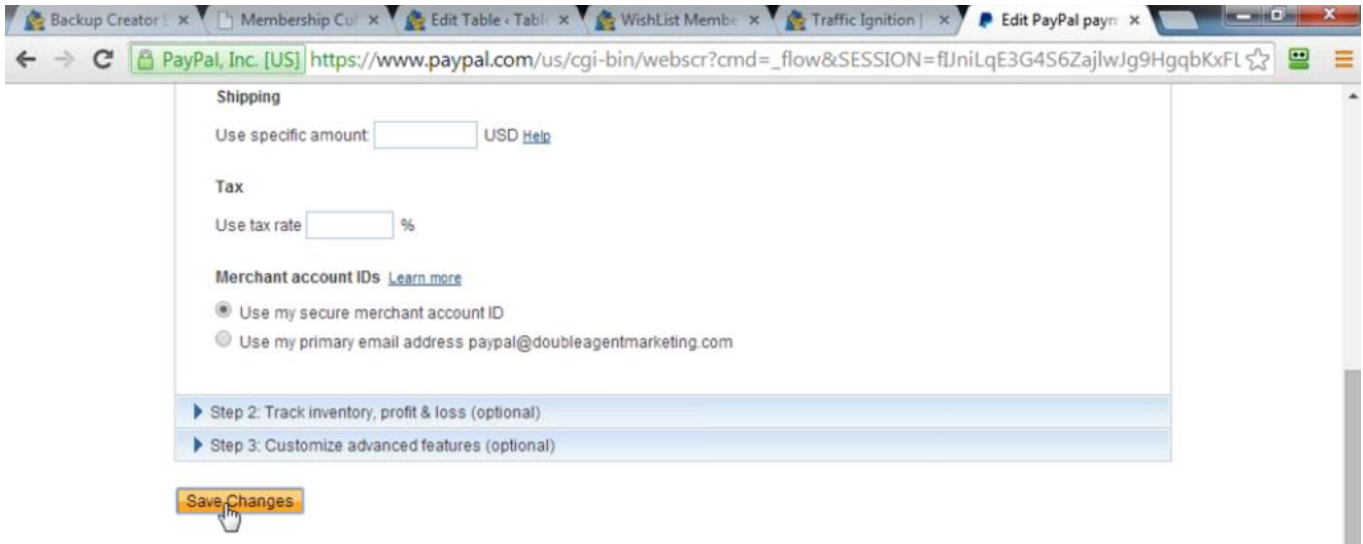 Backup Creator
Membership Cul
Edit Table ‹ Tabl
WishList Membe
Traffic Ignition |
Edit PayPal paym
PayPal, Inc. [US] https://www.paypal.com/us/cgi-bin/webscr?cmd=_flow&SESSION=flJniLqE3G4S6ZajlwJg9HgqbKxFL
Shipping
Use specific amount: USD Help
Tax
Use tax rate %
Merchant account IDs Learn more
Use my secure merchant account ID
Use my primary email address paypal@doubleagentmarketing.com
Step 2: Track inventory, profit & loss (optional)
Step 3: Customize advanced features (optional)
Save Changes